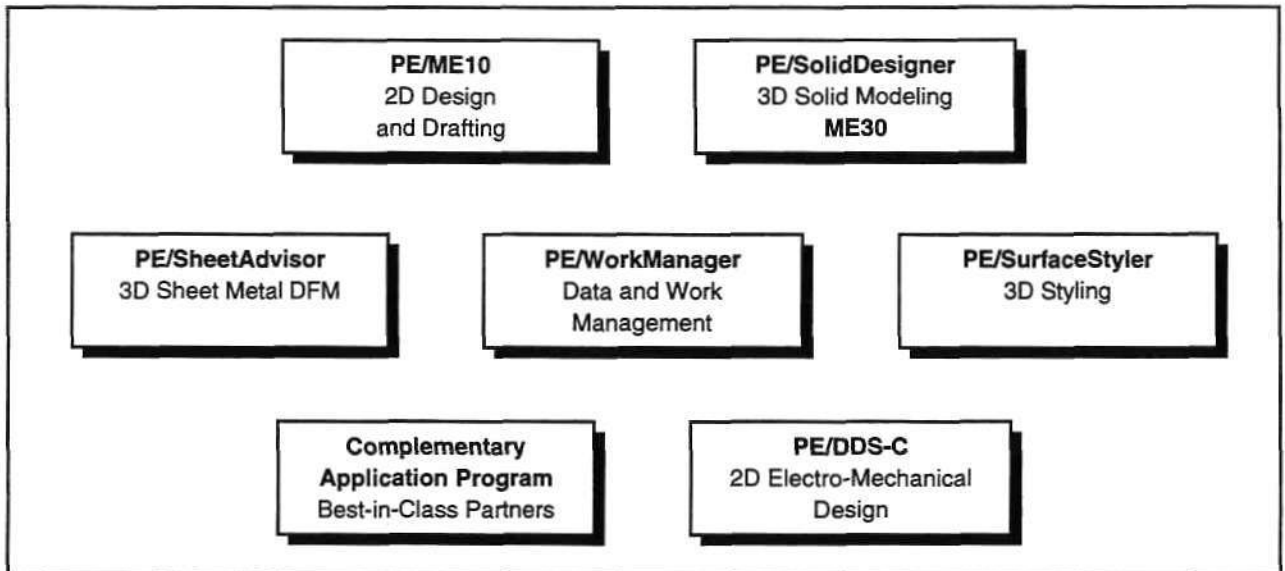 PE/ME10
2D Design
and Drafting
PE/SolidDesigner
3D Solid Modeling
ME30
PE/SheetAdvisor
3D Sheet Metal DFM
PE/WorkManager
Data and Work
Management
PE/SurfaceStyler
3D Styling
Complementary
Application Program
Best-in-Class Partners
PE/DDS-C
2D Electro-Mechanical
Design